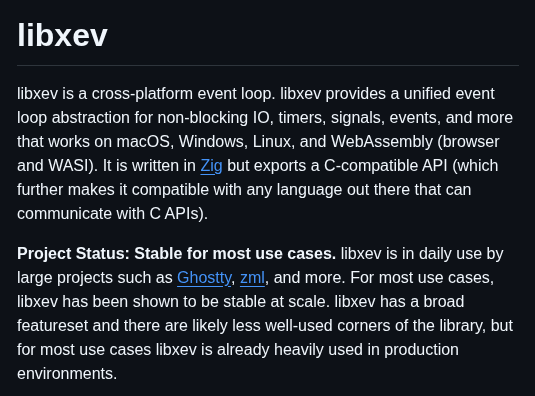 libxev
libxev is a cross-platform event loop. libxev provides a unified event
loop abstraction for non-blocking IO, timers, signals, events, and more
that works on macOS, Windows, Linux, and WebAssembly (browser
and WASI). It is written in Zig but exports a C-compatible API (which
further makes it compatible with any language out there that can
communicate with C APIs).
Project Status: Stable for most use cases. libxev is in daily use by
large projects such as Ghostty, zml, and more. For most use cases,
libxev has been shown to be stable at scale. libxev has a broad
featureset and there are likely less well-used corners of the library, but
for most use cases libxev is already heavily used in production
environments.